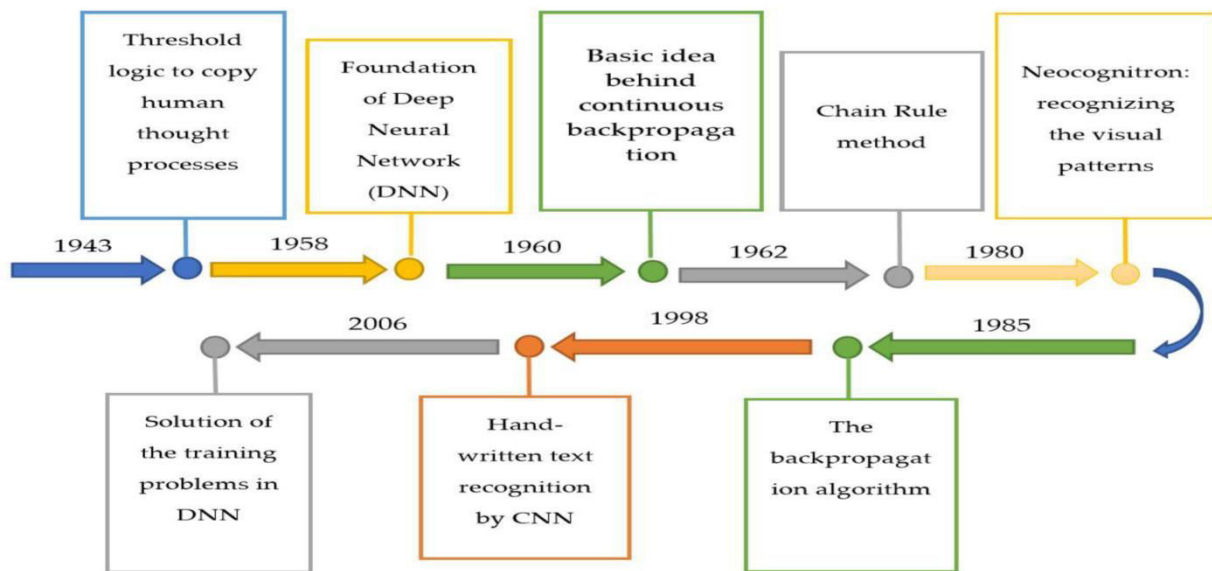 Threshold
logic to copy
human
thought
processes
Foundation
of Deep
Neural
Network
(DNN)
Basic idea
behind
continuous
backpropaga
tion
Chain Rule
method
Neocognitron:
recognizing
the visual
patterns
1943
1958
1960
1962
1980
1985
1998
2006
The
backpropagat
ion algorithm
Hand-
written text
recognition
by CNN
Solution of
the training
problems in
DNN